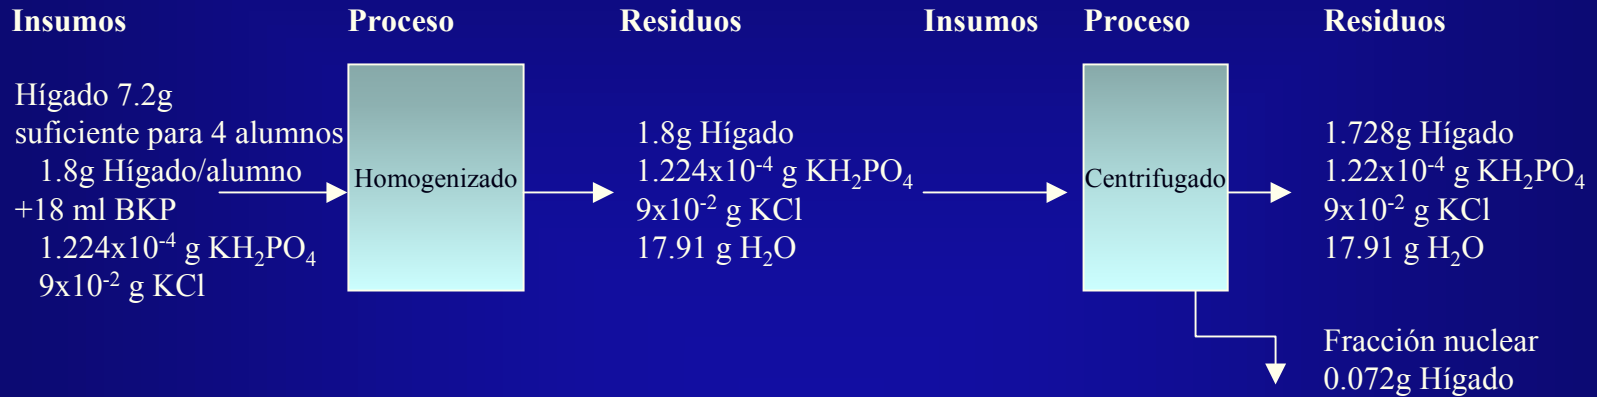 Insumos
Proceso
Residuos
Insumos
Proceso
Residuos
Hígado 7.2g
suficiente para 4 alumnos
1.8g Hígado/alumno
+18 ml BKP
1.224x10⁻⁴ g KH₂PO₄
9x10⁻² g KCl
Homogenizado
1.8g Hígado
1.224x10⁻⁴ g KH₂PO₄
9x10⁻² g KCl
17.91 g H₂O
Centrifugado
1.728g Hígado
1.22x10⁻⁴ g KH₂PO₄
9x10⁻² g KCl
17.91 g H₂O
Fracción nuclear
0.072g Hígado